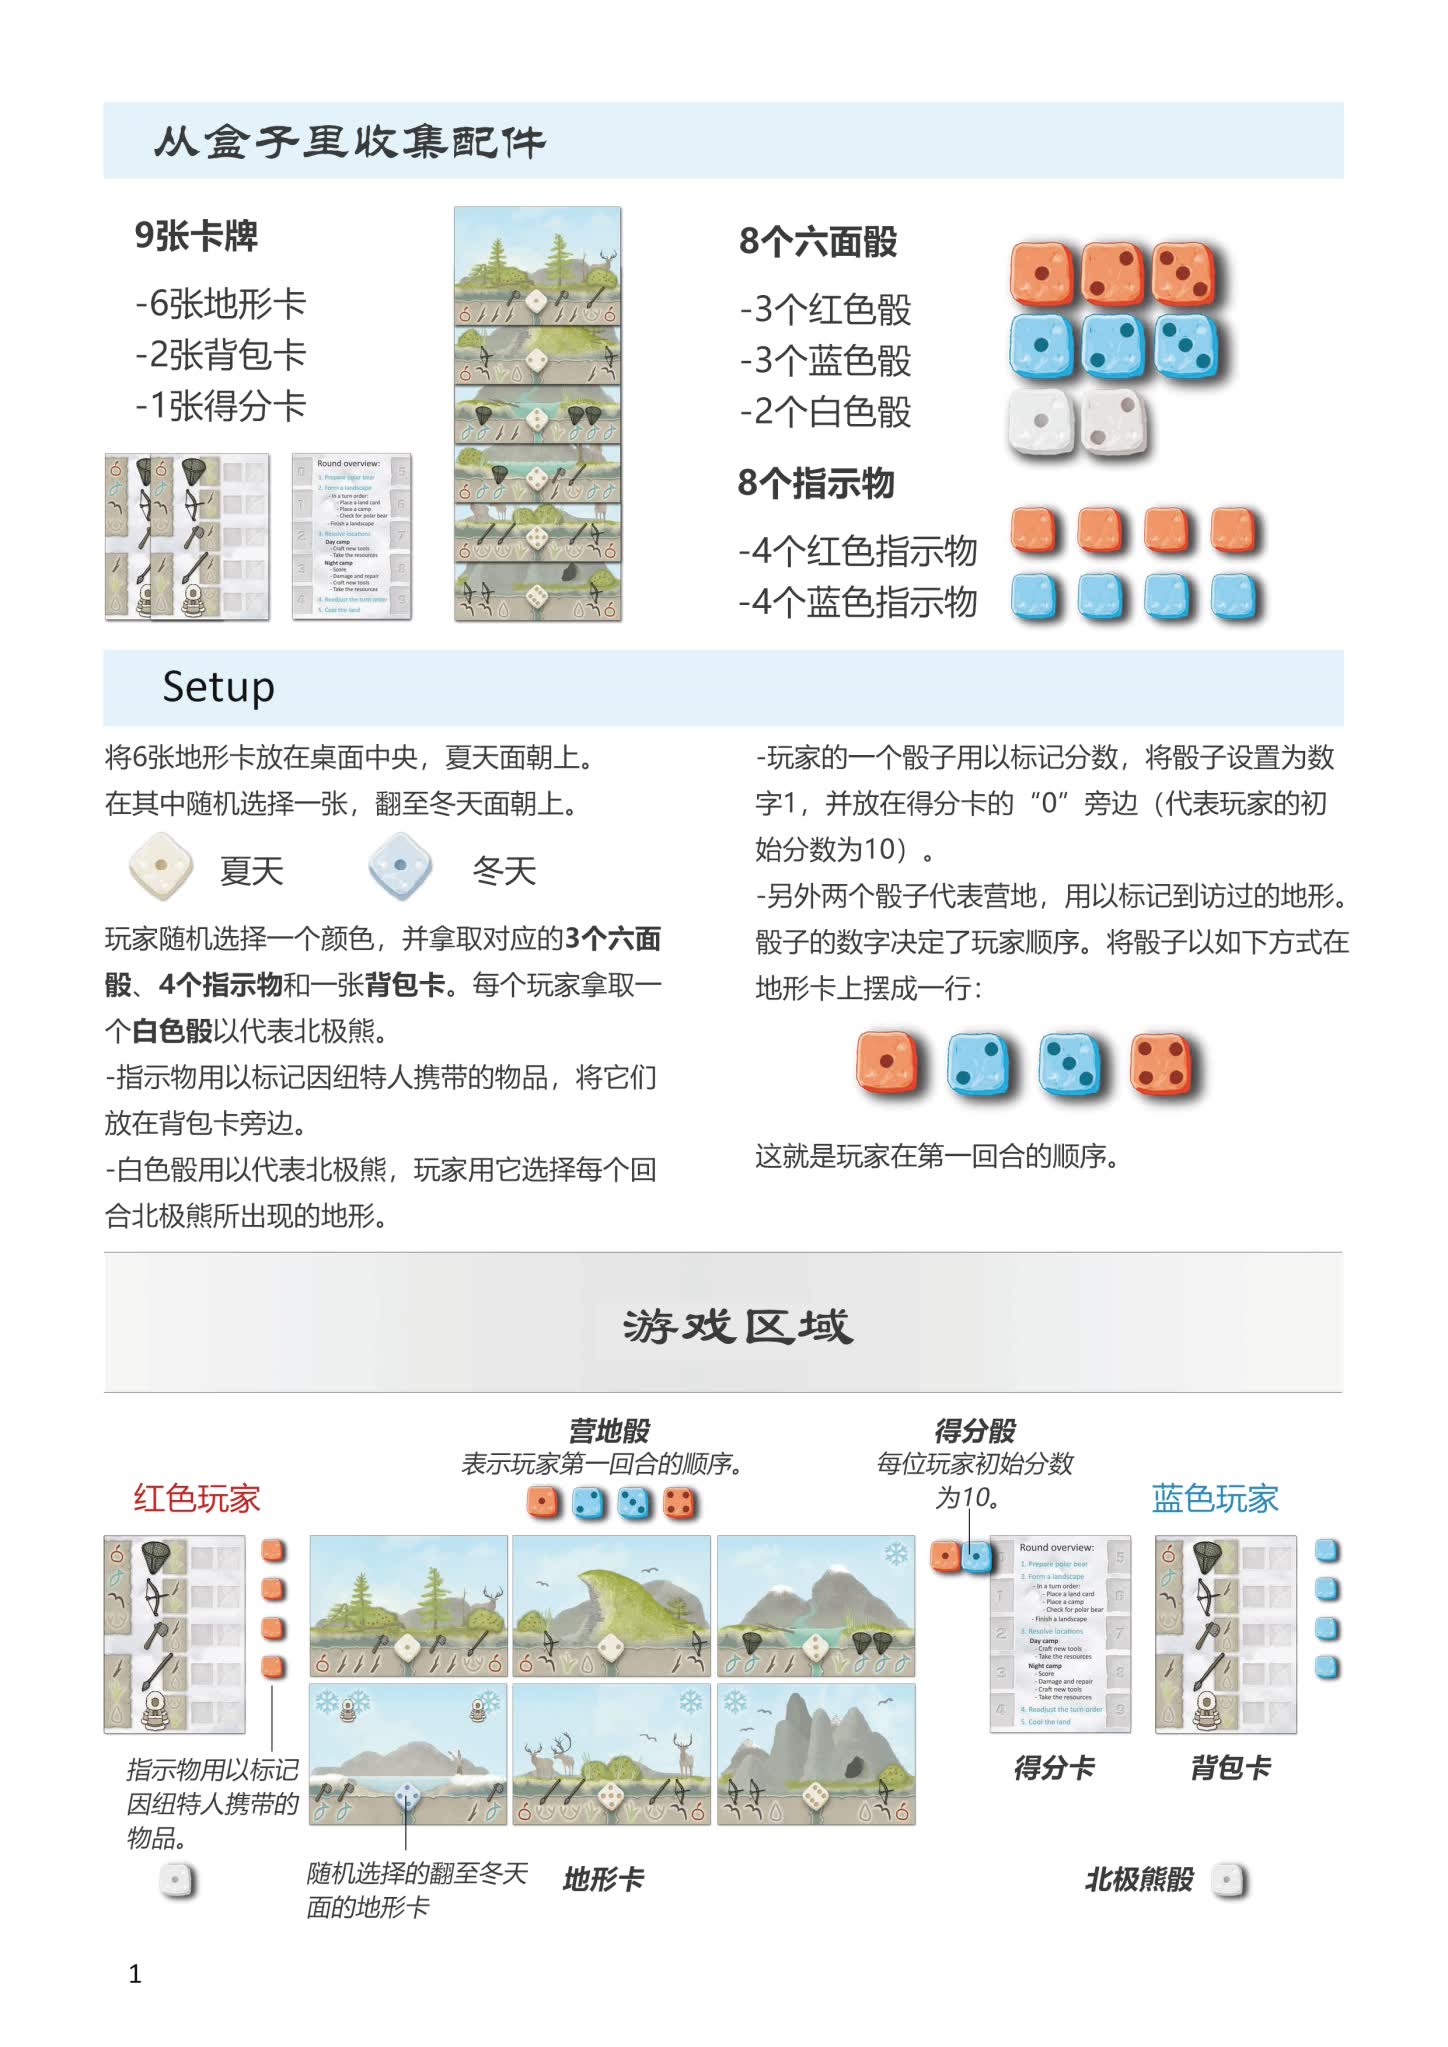 从盒子里收集配件
9张卡牌
-6张地形卡
-2张背包卡
-1张得分卡
8个六面骰
-3个红色骰
-3个蓝色骰
-2个白色骰
8个指示物
-4个红色指示物
-4个蓝色指示物
Round overview:
1. Prepare polar bear
2. Form a landscape
- In a turn order:
- Place a land card
- Place a camp
- Check for polar bear
- Finish a landscape
3. Resolve locations
Day camp
- Craft new tools
- Take the resources
Night camp
- Score
- Damage and repair
- Craft new tools
- Take the resources
4. Readjust the turn order
5. Cool the land
0
1
2
3
4
5
6
7
8
9
Setup
将6张地形卡放在桌面中央，夏天面朝上。
在其中随机选择一张，翻至冬天面朝上。
夏天
冬天
玩家随机选择一个颜色，并拿取对应的3个六面
骰、4个指示物和一张背包卡。每个玩家拿取一
个白色骰以代表北极熊。
-指示物用以标记因纽特人携带的物品，将它们
放在背包卡旁边。
-白色骰用以代表北极熊，玩家用它选择每个回
合北极熊所出现的地形。
-玩家的一个骰子用以标记分数，将骰子设置为数
字1，并放在得分卡的“0”旁边（代表玩家的初
始分数为10）。
-另外两个骰子代表营地，用以标记到访过的地形。
骰子的数字决定了玩家顺序。将骰子以如下方式在
地形卡上摆成一行：
这就是玩家在第一回合的顺序。
游戏区域
营地骰
表示玩家第一回合的顺序。
得分骰
每位玩家初始分数
为10。
红色玩家
蓝色玩家
Round overview:
1. Prepare polar bear
2. Form a landscape
- In a turn order:
- Place a land card
- Place a camp
- Check for polar bear
- Finish a landscape
3. Resolve locations
Day camp
- Craft new tools
- Take the resources
Night camp
- Score
- Damage and repair
- Craft new tools
- Take the resources
4. Readjust the turn order
5. Cool the land
1
2
3
4
5
6
7
8
9
指示物用以标记
因纽特人携带的
物品。
随机选择的翻至冬天
面的地形卡
地形卡
得分卡
背包卡
北极熊骰
1